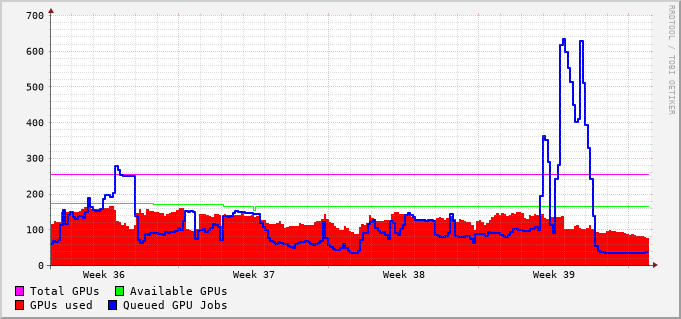 700
600
500
400
300
200
100
0
Week 36 Week 37 Week 38 Week 39
RRDTOOL / TOBI OETIKER
Total GPUs Available GPUs
GPUs used Queued GPU Jobs